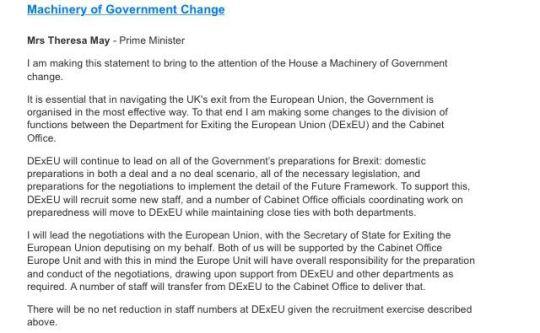 Machinery of Government Change
Mrs Theresa May - Prime Minister
I am making this statement to bring to the attention of the House a Machinery of Government
change.
It is essential that in navigating the UK's exit from the European Union, the Government is
organised in the most effective way. To that end I am making some changes to the division of
functions between the Department for Exiting the European Union (DExEU) and the Cabinet
Office.
DExEU will continue to lead on all of the Government's preparations for Brexit: domestic
preparations in both a deal and a no deal scenario, all of the necessary legislation, and
preparations for the negotiations to implement the detail of the Future Framework. To support this,
DExEU will recruit some new staff, and a number of Cabinet Office officials coordinating work on
preparedness will move to DExEU while maintaining close ties with both departments.
I will lead the negotiations with the European Union, with the Secretary of State for Exiting the
European Union deputising on my behalf. Both of us will be supported by the Cabinet Office
Europe Unit and with this in mind the Europe Unit will have overall responsibility for the preparation
and conduct of the negotiations, drawing upon support from DExEU and other departments as
required. A number of staff will transfer from DExEU to the Cabinet Office to deliver that.
There will be no net reduction in staff numbers at DExEU given the recruitment exercise described
above.